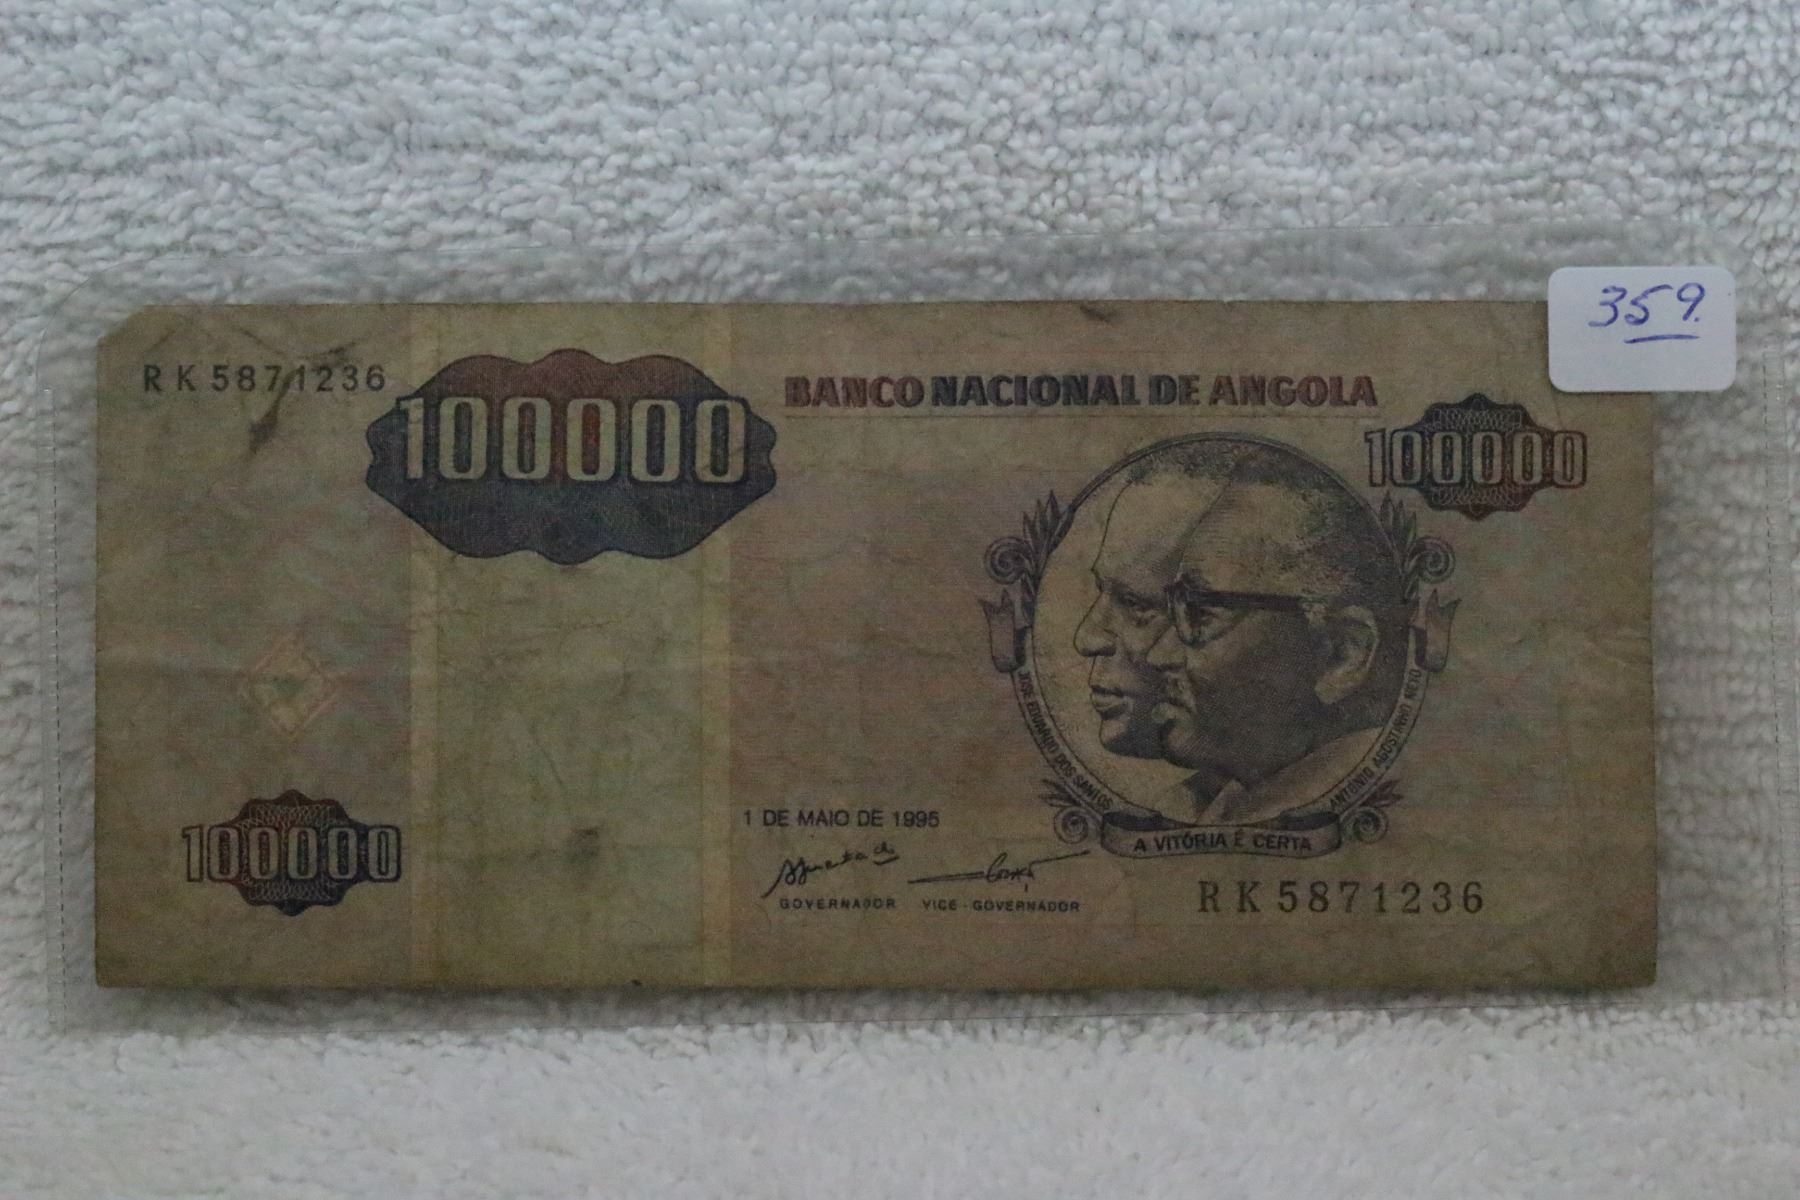 359.
RK5871236
100000
BANCO NACIONAL DE ANGOLA
100000
JOSÉ EDUARDO DOS SANTOS
ANTÓNIO AGOSTINHO NETO
A VITÓRIA É CERTA
1 DE MAIO DE 1995
GOVERNADOR VICE-GOVERNADOR
100000
RK5871236